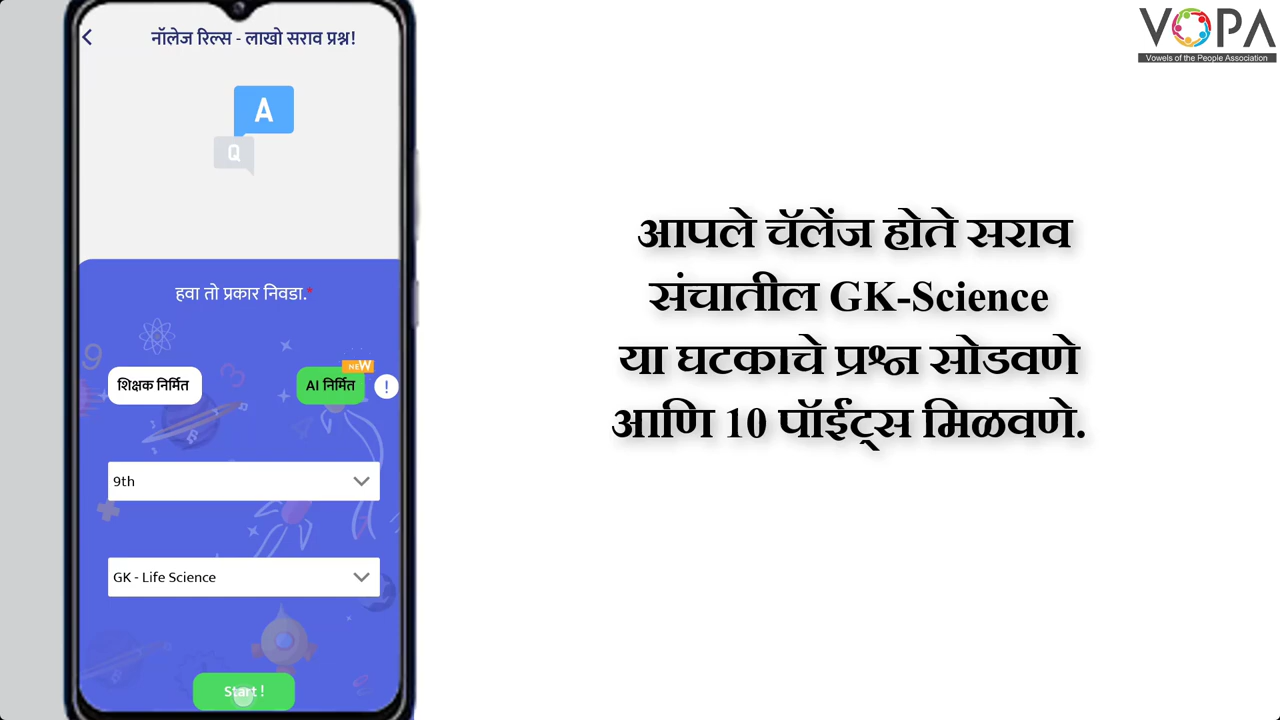 नॉलेज रिल्स - लाखो सराव प्रश्न!
A
Q
हवा तो प्रकार निवडा.*
NEW
शिक्षक निर्मित
AI निर्मित
!
9th
GK - Life Science
Start !
VOPA
Vowels of the People Association
आपले चॅलेंज होते सराव
संचातील GK-Science
या घटकाचे प्रश्न सोडवणे
आणि 10 पॉईंट्स मिळवणे.